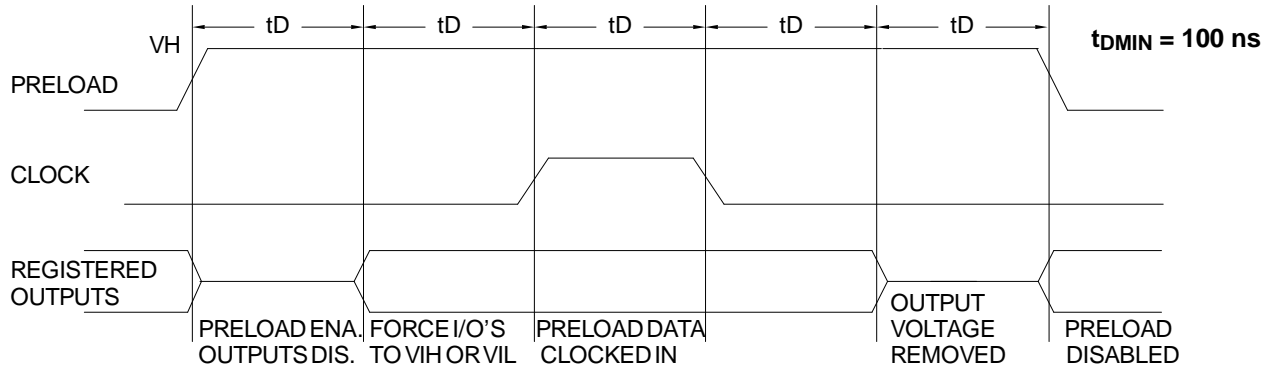 tD tD tD tD tD
VH
tDMIN = 100 ns
PRELOAD
CLOCK
REGISTERED
OUTPUTS
PRELOAD ENA.
OUTPUTS DIS.
FORCE I/O'S
TO VIH OR VIL
PRELOAD DATA
CLOCKED IN
OUTPUT
VOLTAGE
REMOVED
PRELOAD
DISABLED